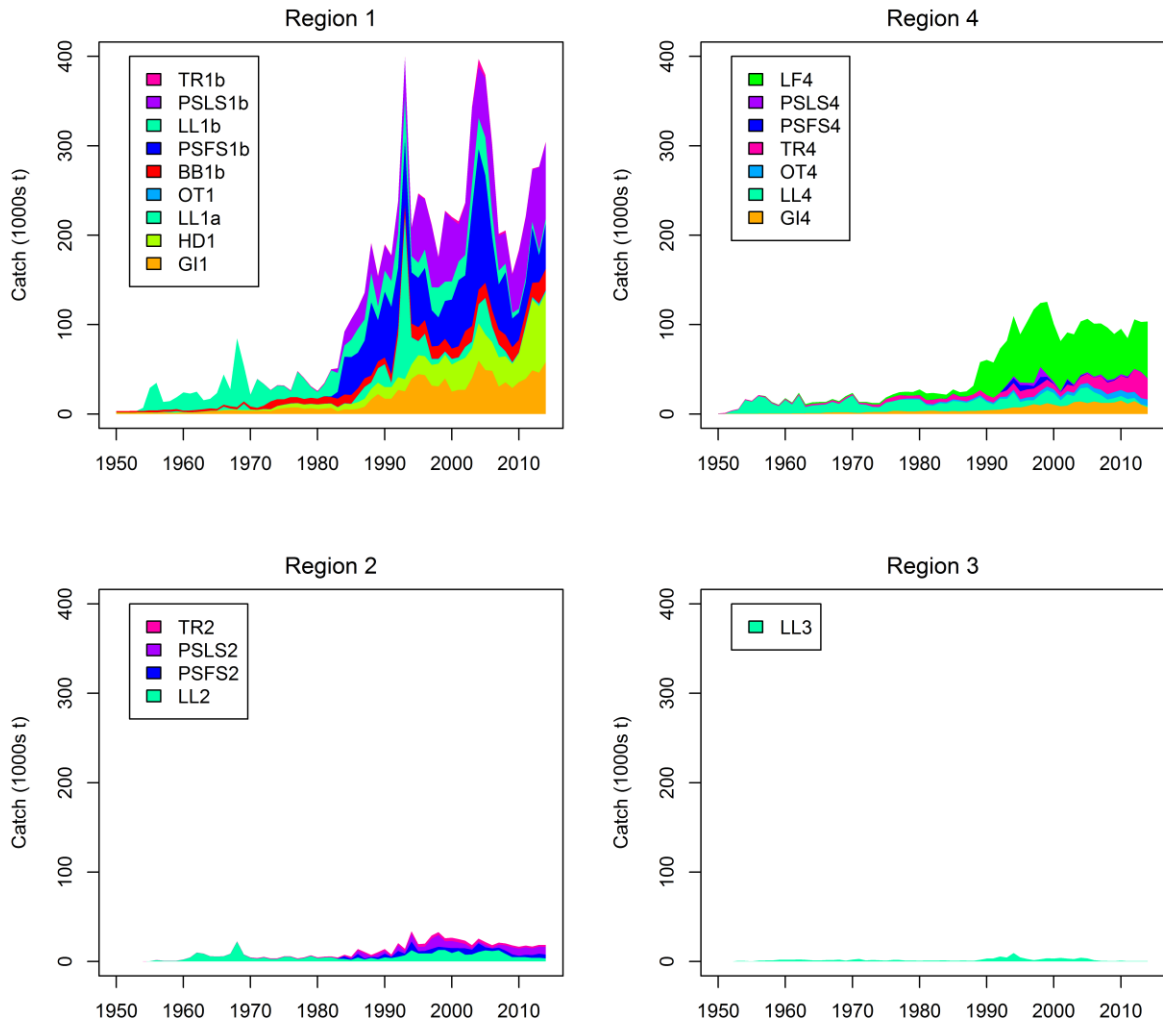 Region 1
Catch (1000s t)
400
300
200
100
0
TR1b
PSLS1b
LL1b
PSFS1b
BB1b
OT1
LL1a
HD1
GI1
1950 1960 1970 1980 1990 2000 2010
Region 4
Catch (1000s t)
400
300
200
100
0
LF4
PSLS4
PSFS4
TR4
OT4
LL4
GI4
1950 1960 1970 1980 1990 2000 2010
Region 2
Catch (1000s t)
400
300
200
100
0
TR2
PSLS2
PSFS2
LL2
1950 1960 1970 1980 1990 2000 2010
Region 3
Catch (1000s t)
400
300
200
100
0
LL3
1950 1960 1970 1980 1990 2000 2010